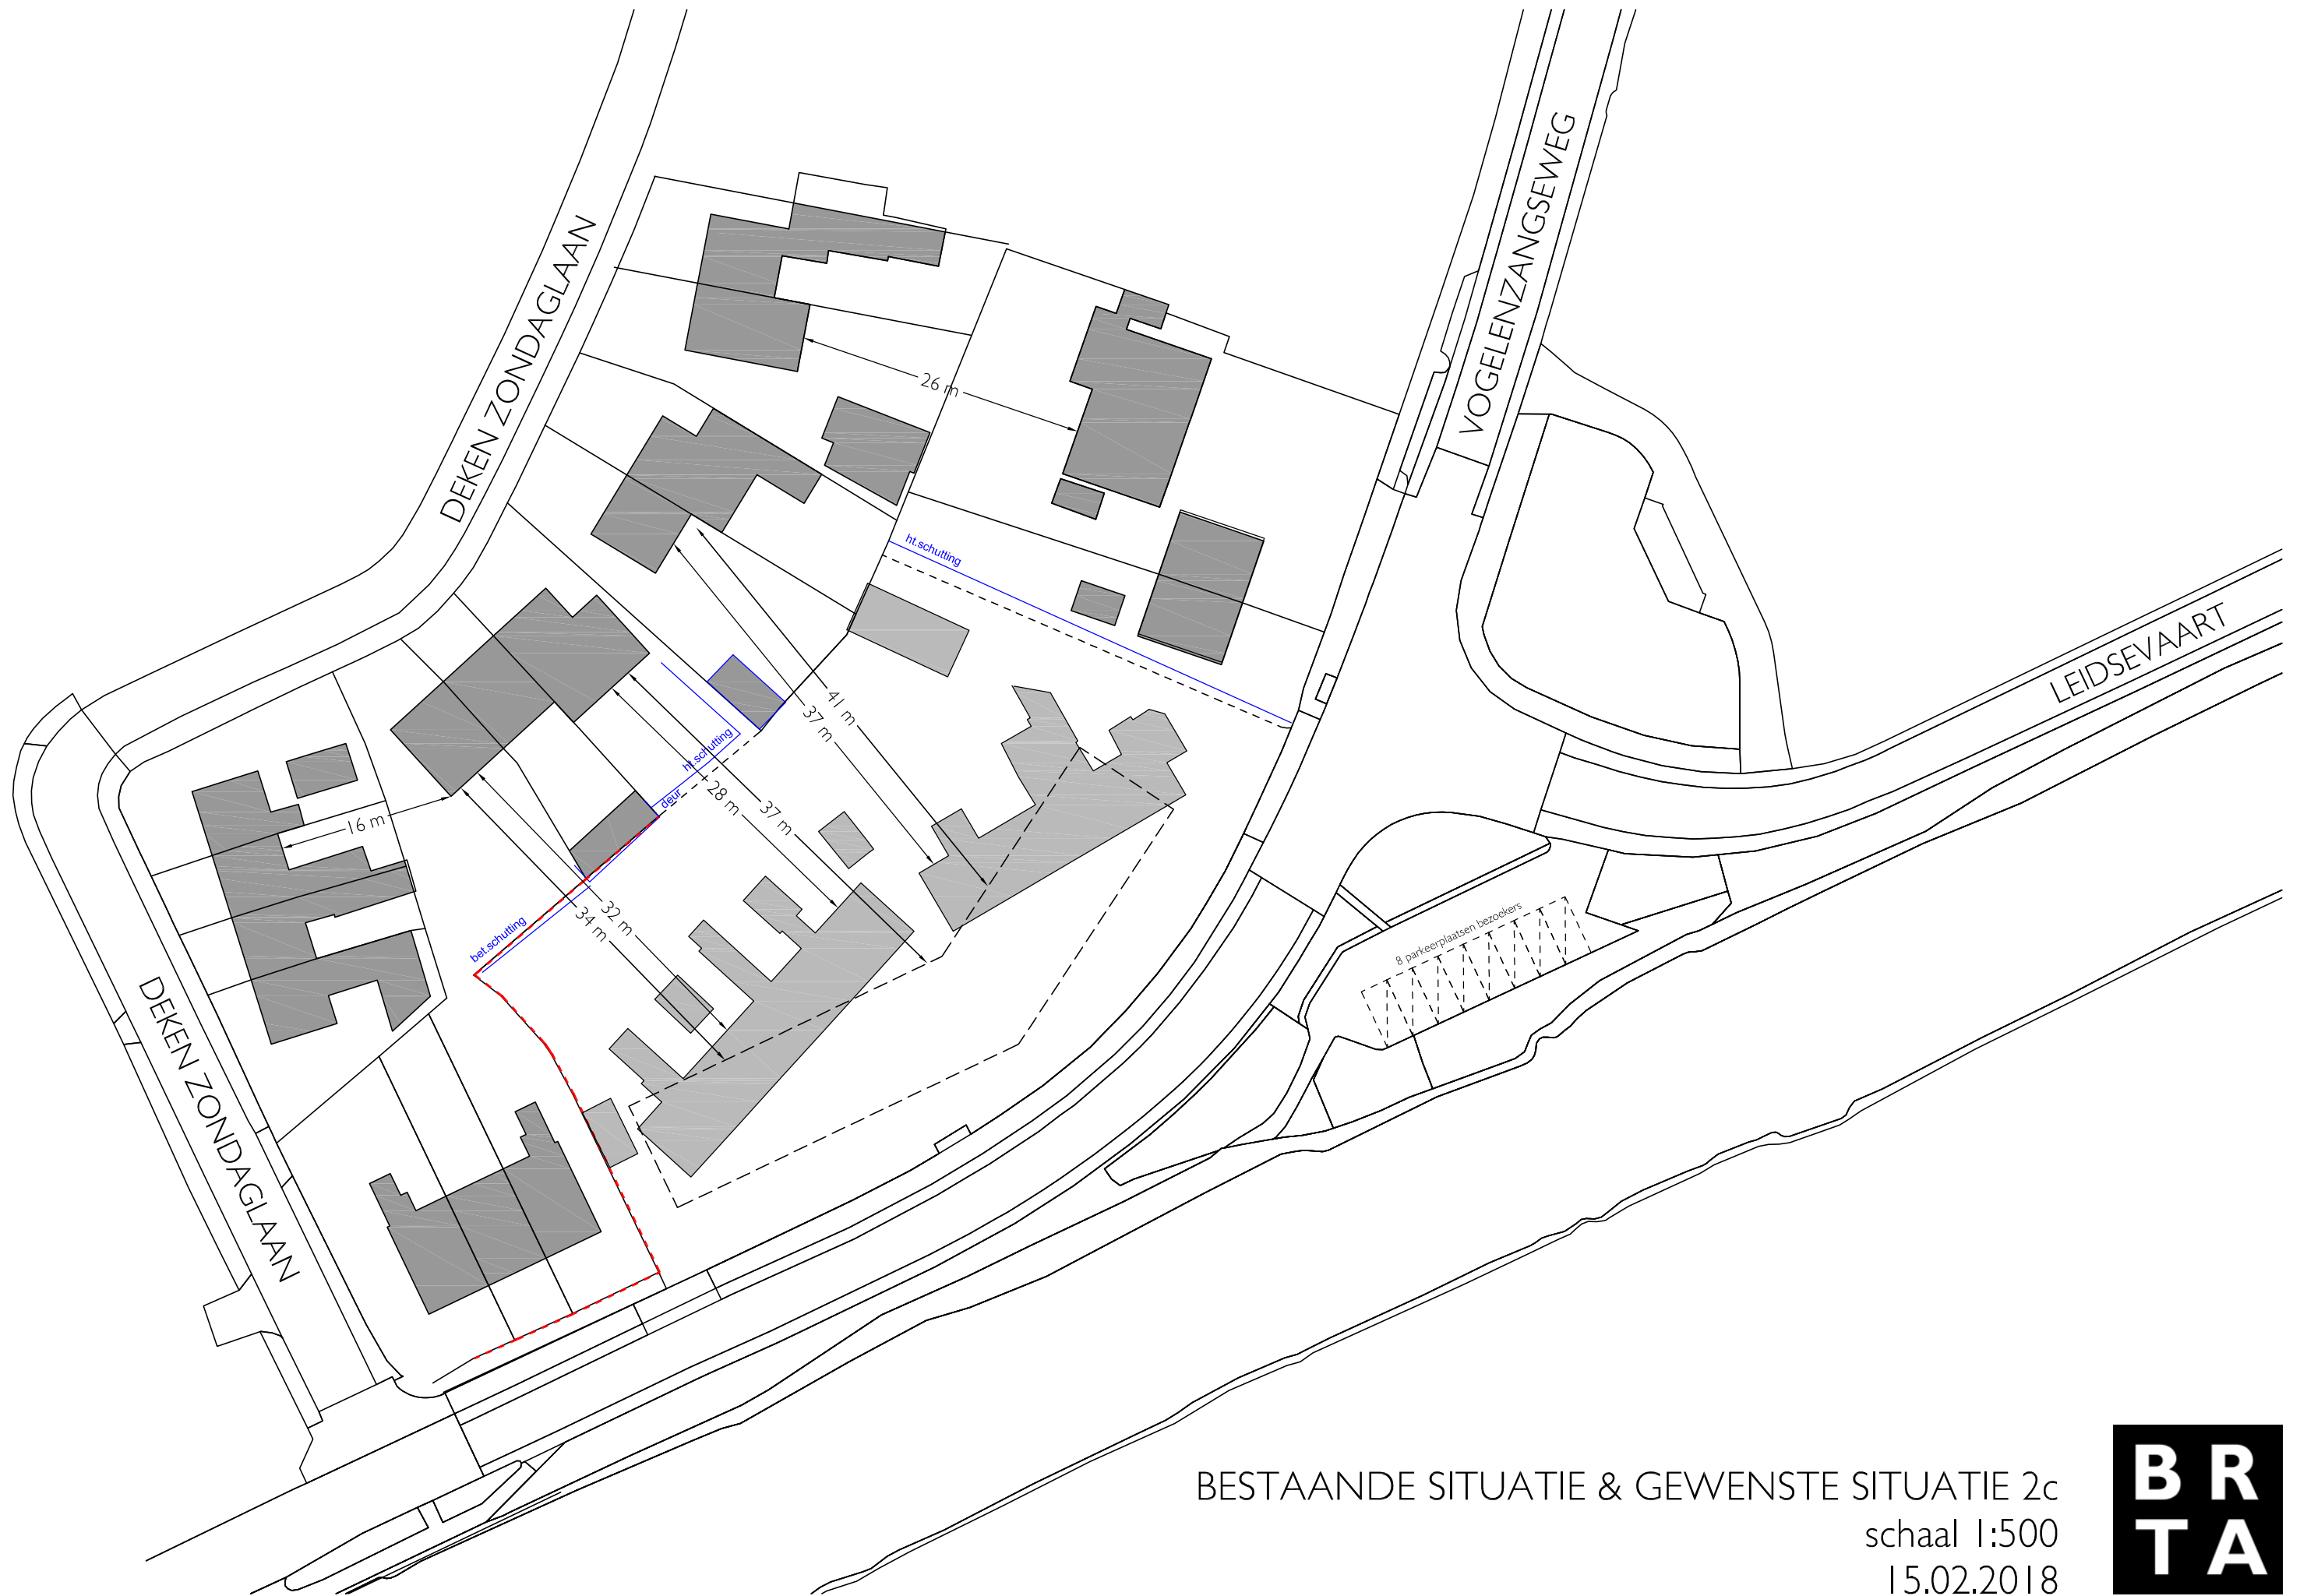 DEKEN ZONDAGLAAN
VOGELENZANGSEWEG
26 m
ht.schutting
LEIDSEVAART
41 m
37 m
ht.schutting
deur
28 m
37 m
16 m
32 m
34 m
bet.schutting
8 parkeerplaatsen bezoekers
DEKEN ZONDAGLAAN
BESTAANDE SITUATIE & GEWENSTE SITUATIE 2c
schaal 1:500
15.02.2018
B R
T A